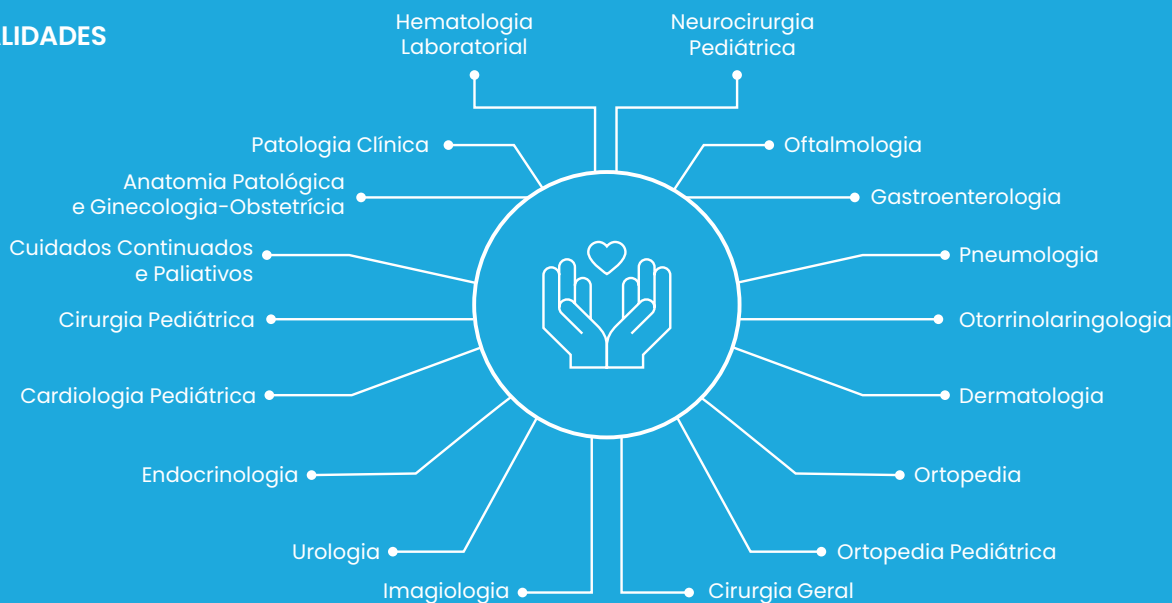 ALIDADES
Hematologia
Laboratorial
Neurocirurgia
Pediátrica
Patologia Clínica
Oftalmologia
Anatomia Patológica
e Ginecologia-Obstetrícia
Gastroenterologia
Cuidados Continuados
e Paliativos
Pneumologia
Cirurgia Pediátrica
Otorrinolaringologia
Cardiologia Pediátrica
Dermatologia
Endocrinologia
Ortopedia
Urologia
Ortopedia Pediátrica
Imagiologia
Cirurgia Geral